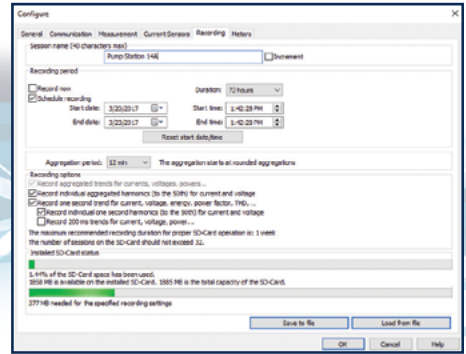 Configure
General Communication Measurement Current Sensors Recording Meters
Session name (40 characters max)
Pump Station 14A Increment
Recording period
Record now Duration: 72 hours
Schedule recording
Start date: 3/20/2017 Start time: 1:42:28 PM
End date: 3/23/2017 End time: 1:42:28 PM
Reset start date/time
Aggregation period: 12 min The aggregation starts at rounded aggregations
Recording options
Record aggregated trends for currents, voltages, powers...
Record individual aggregated harmonics (to the 50th) for current and voltage
Record one second trend for current, voltage, energy, power factor, THD, ...
Record individual one second harmonics (to the 50th) for current and voltage
Record 200 ms trends for current, voltage, power...
The maximum recommended recording duration for proper SD-Card operation is: 1 week
The number of sessions on the SD-Card should not exceed 32.
Installed SD-Card status
1.44% of the SD-Card space has been used.
1858 MB is available on the installed SD-Card. 1885 MB is the total capacity of the SD-Card.
377 MB needed for the specified recording settings
Save to file Load from file
OK Cancel Help